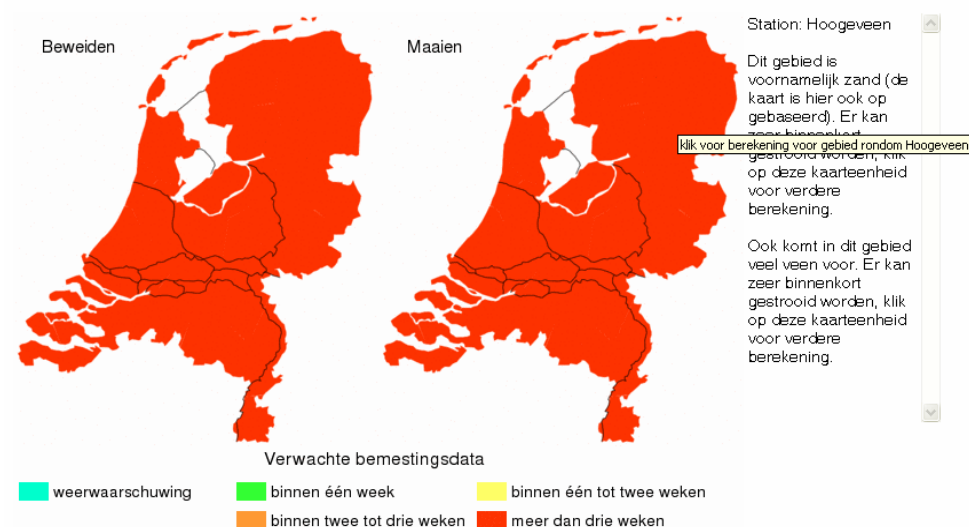 Beweiden
Maaien
Station: Hoogeveen
Dit gebied is
voornamelijk zand (de
kaart is hier ook op
gebaseerd). Er kan
zeer binnenkort
klik voor berekening voor gebied rondom Hoogeveen
gestrooid worden, klik
op deze kaarteenheid
voor verdere
berekening.
Ook komt in dit gebied
veel veen voor. Er kan
zeer binnenkort
gestrooid worden, klik
op deze kaarteenheid
voor verdere
berekening.
Verwachte bemestingsdata
weerwaarschuwing
binnen één week
binnen één tot twee weken
binnen twee tot drie weken
meer dan drie weken